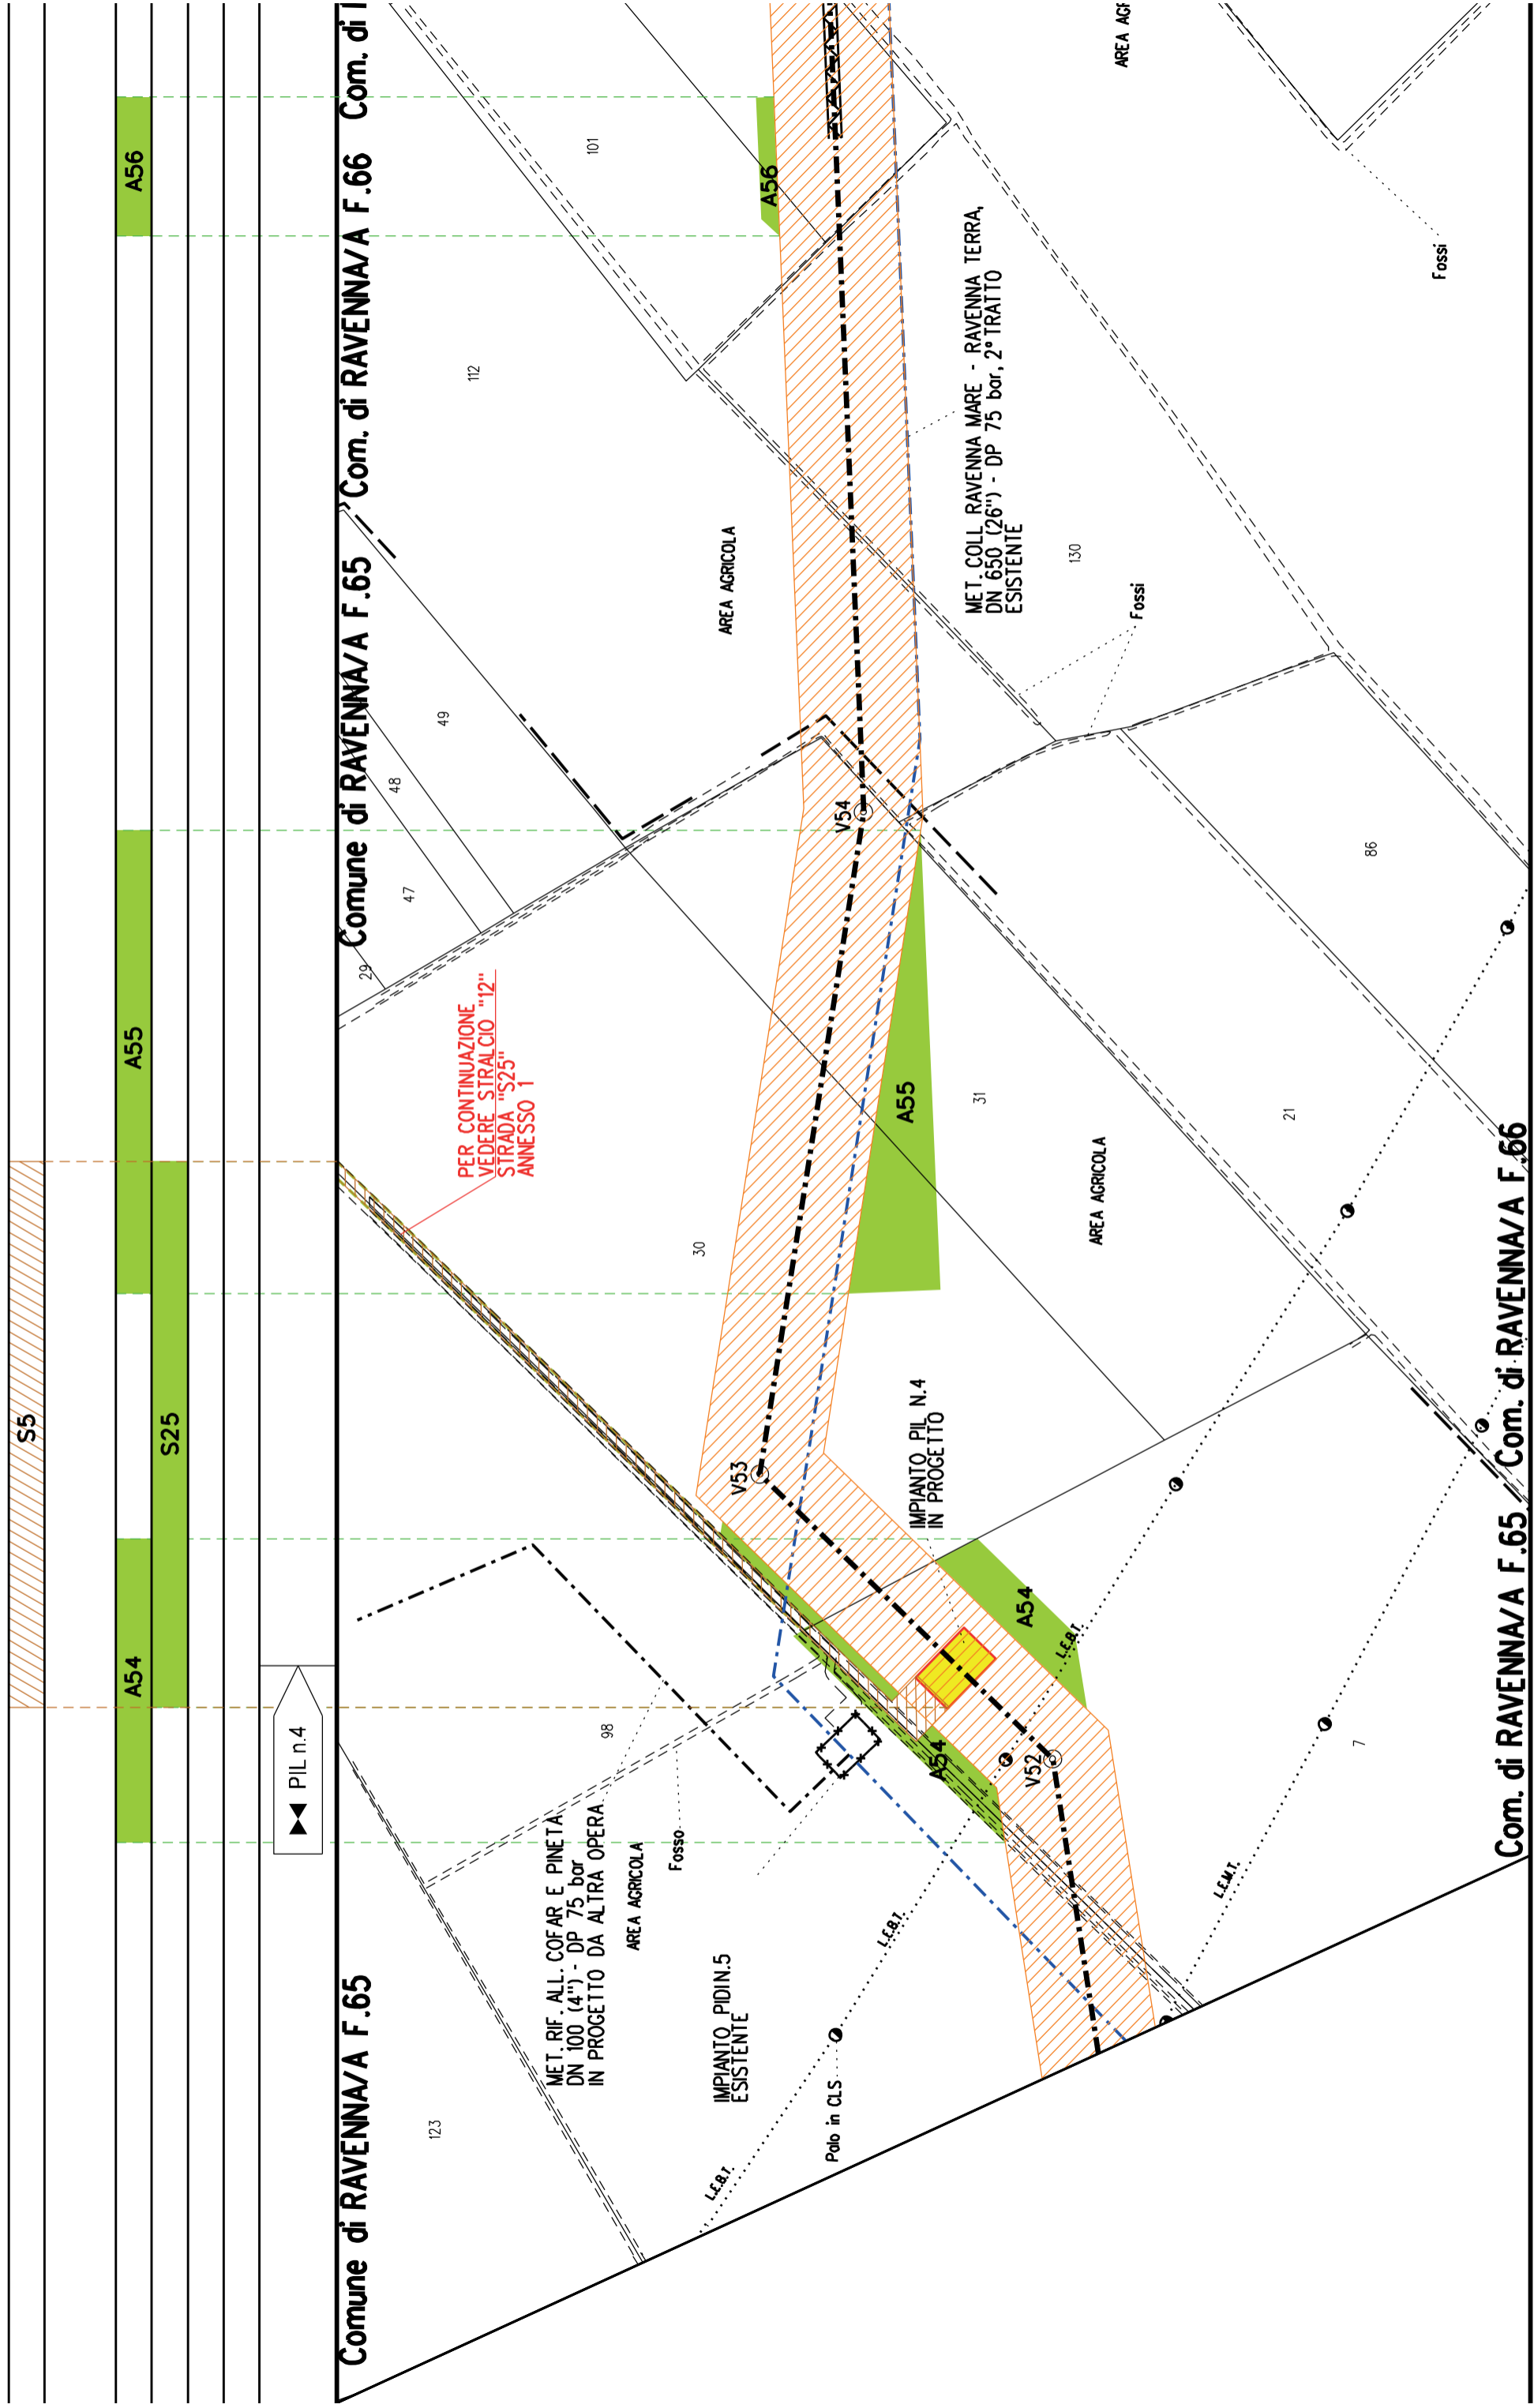 S5
A54
A55
A56
S25
PIL n.4
Comune di RAVENNA/A F.65
Comune di RAVENNA/A F.65
Com. di RAVENNA/A F.66
Com. di
29
47
48
49
112
101
123
98
30
PER CONTINUAZIONE
VEDERE STRALCIO "12"
STRADA "S25"
ANNESSO 1
MET. RIF. ALL. COFAR E PINETA
DN 100 (4") - DP 75 bar
IN PROGETTO DA ALTRA OPERA
AREA AGRICOLA
Fosso
IMPIANTO PIDI N.5
ESISTENTE
L.E.B.T.
Palo in CLS
L.E.B.T.
AREA AGRICOLA
A56
V53
V54
V52
A54
A55
IMPIANTO PIL N.4
IN PROGETTO
A54
L.E.B.T.
31
MET. COLL. RAVENNA MARE - RAVENNA TERRA,
DN 650 (26") - DP 75 bar, 2° TRATTO
ESISTENTE
130
Fossi
AREA AGRICOLA
AREA AGR
L.E.M.T.
21
86
7
Fossi
Com. di RAVENNA/A F.65
Com. di RAVENNA/A F.66